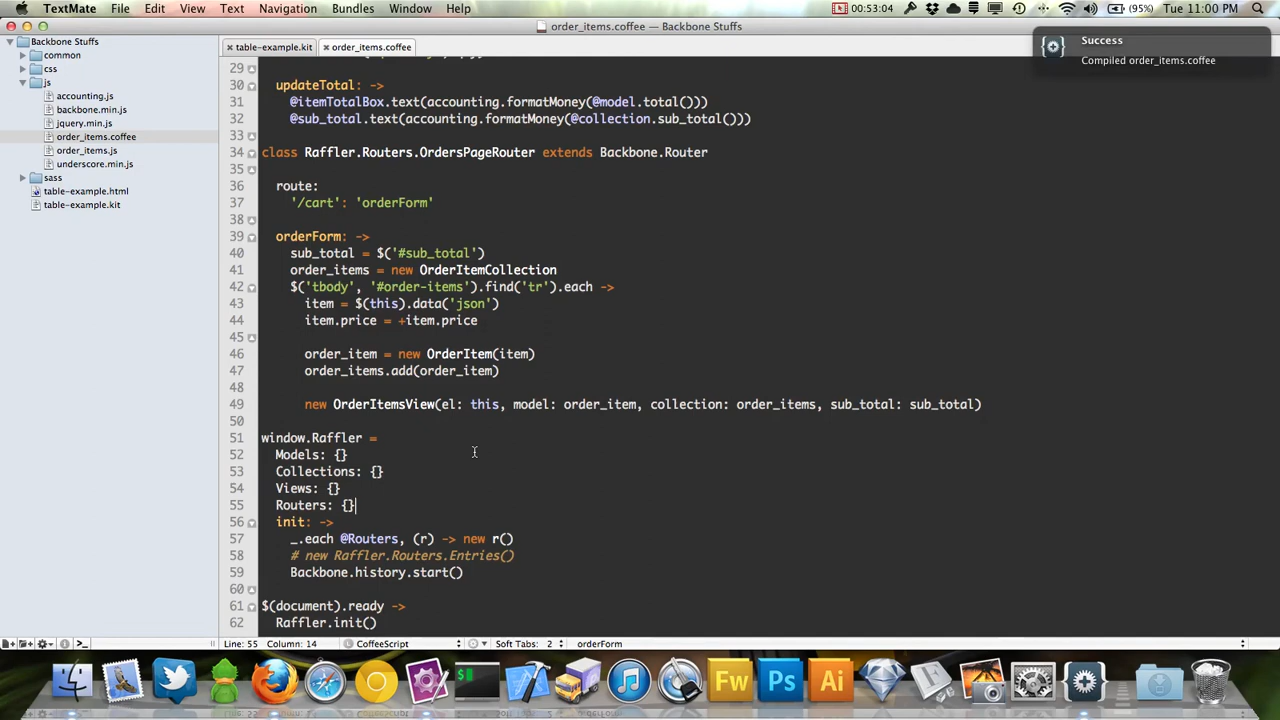 TextMate File Edit View Text Navigation Bundles Window Help 00:53:04 (95%) Tue 11:00 PM
order_items.coffee — Backbone Stuffs
Success
Compiled order_items.coffee
Backbone Stuffs
common
css
js
accounting.js
backbone.min.js
jquery.min.js
order_items.coffee
order_items.js
underscore.min.js
sass
table-example.html
table-example.kit
table-example.kit order_items.coffee
29
30 updateTotal: ->
31 @itemTotalBox.text(accounting.formatMoney(@model.total()))
32 @sub_total.text(accounting.formatMoney(@collection.sub_total()))
33
34 class Raffler.Routers.OrdersPageRouter extends Backbone.Router
35
36 route:
37 '/cart': 'orderForm'
38
39 orderForm: ->
40 sub_total = $('#sub_total')
41 order_items = new OrderItemCollection
42 $('tbody', '#order-items').find('tr').each ->
43 item = $(this).data('json')
44 item.price = +item.price
45
46 order_item = new OrderItem(item)
47 order_items.add(order_item)
48
49 new OrderItemsView(el: this, model: order_item, collection: order_items, sub_total: sub_total)
50
51 window.Raffler =
52 Models: {}
53 Collections: {}
54 Views: {}
55 Routers: {}
56 init: ->
57 _.each @Routers, (r) -> new r()
58 # new Raffler.Routers.Entries()
59 Backbone.history.start()
60
61 $(document).ready ->
62 Raffler.init()
Line: 55 Column: 14 CoffeeScript Soft Tabs: 2 orderForm
Fw Ps Ai